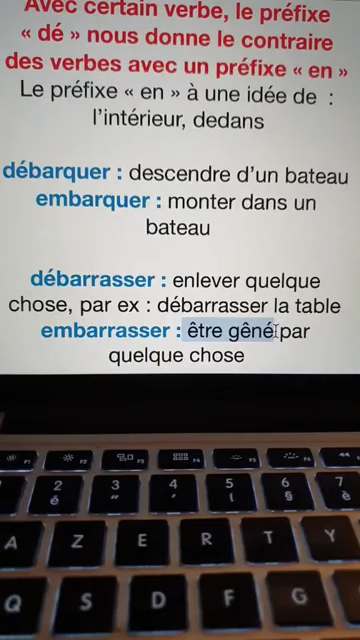 Avec certain verbe, le préfixe
« dé » nous donne le contraire
des verbes avec un préfixe « en »
Le préfixe « en » à une idée de :
l'intérieur, dedans
débarquer : descendre d'un bateau
embarquer : monter dans un
bateau
débarrasser : enlever quelque
chose, par ex : débarrasser la table
embarrasser : être gêné par
quelque chose
F1 F2 F3 F4 F5 F6 F7
2 3 4 5 6 7
é " ' ( § è
A Z E R T Y
Q S D F G